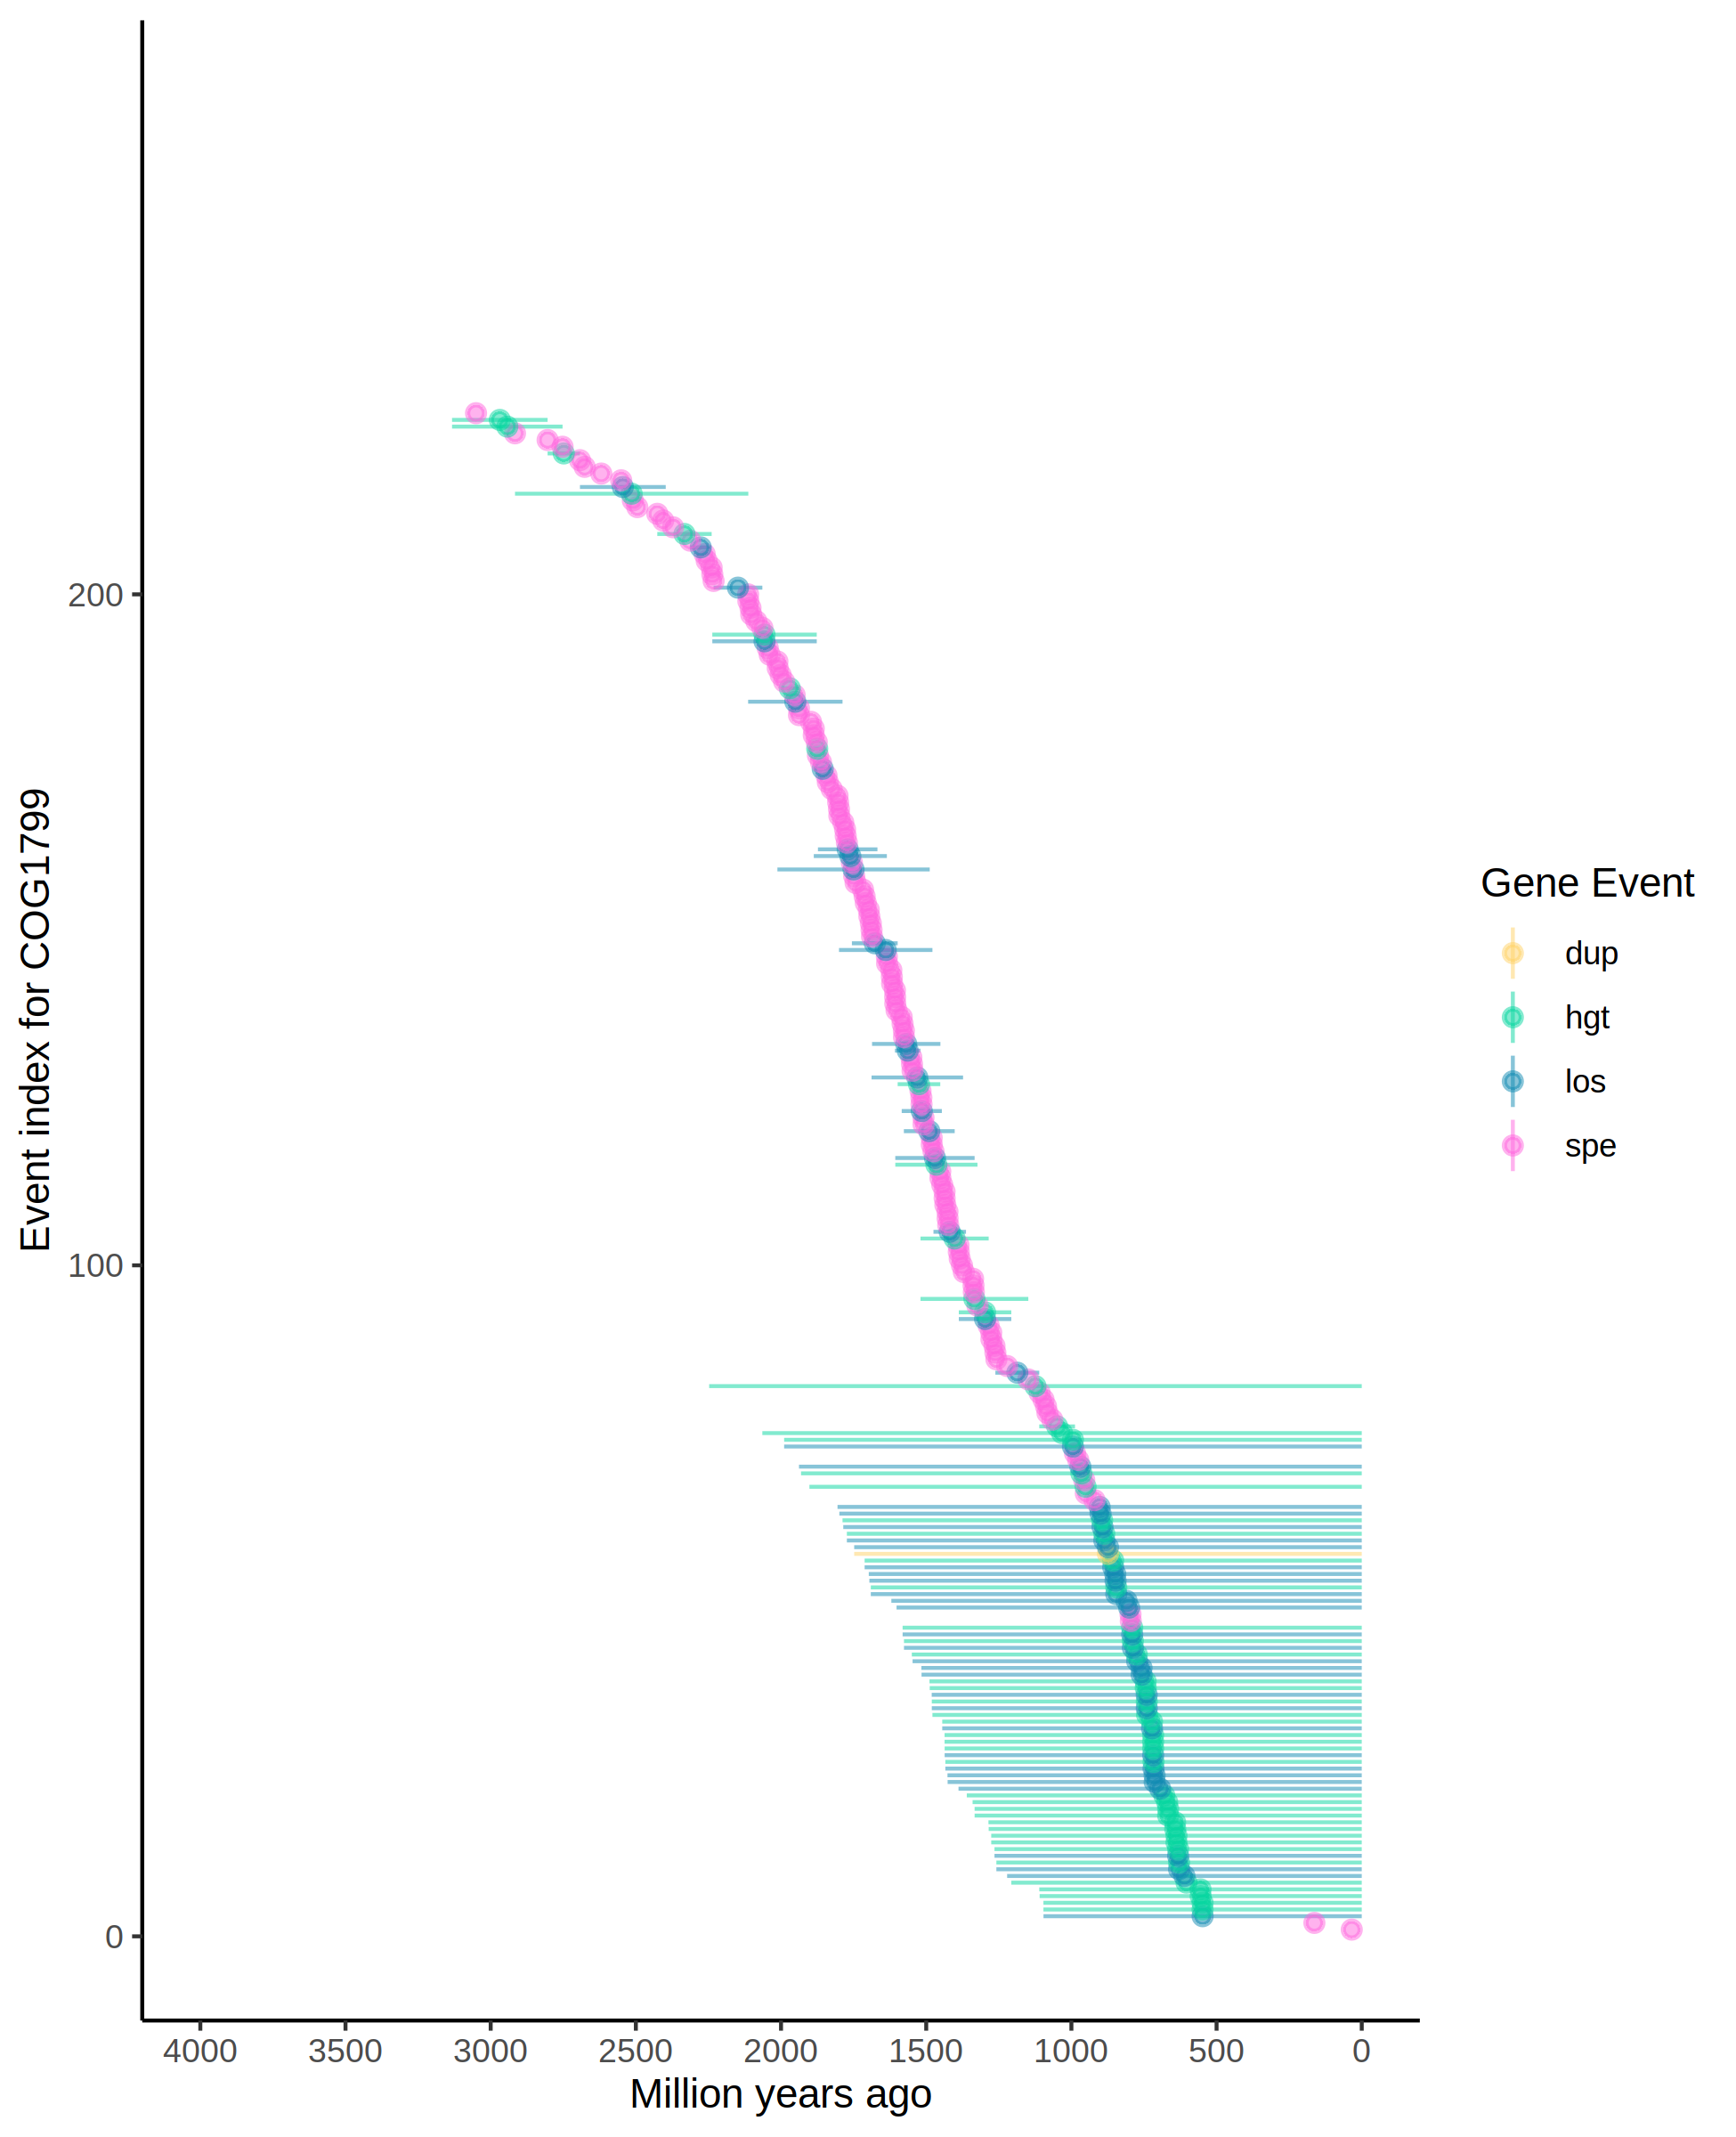 Event index for COG1799
200
100
0
4000 3500 3000 2500 2000 1500 1000 500 0
Million years ago
Gene Event
dup
hgt
los
spe